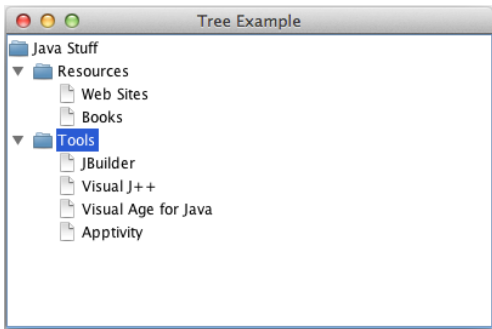 Tree Example
Java Stuff
Resources
Web Sites
Books
Tools
JBuilder
Visual J++
Visual Age for Java
Apptivity